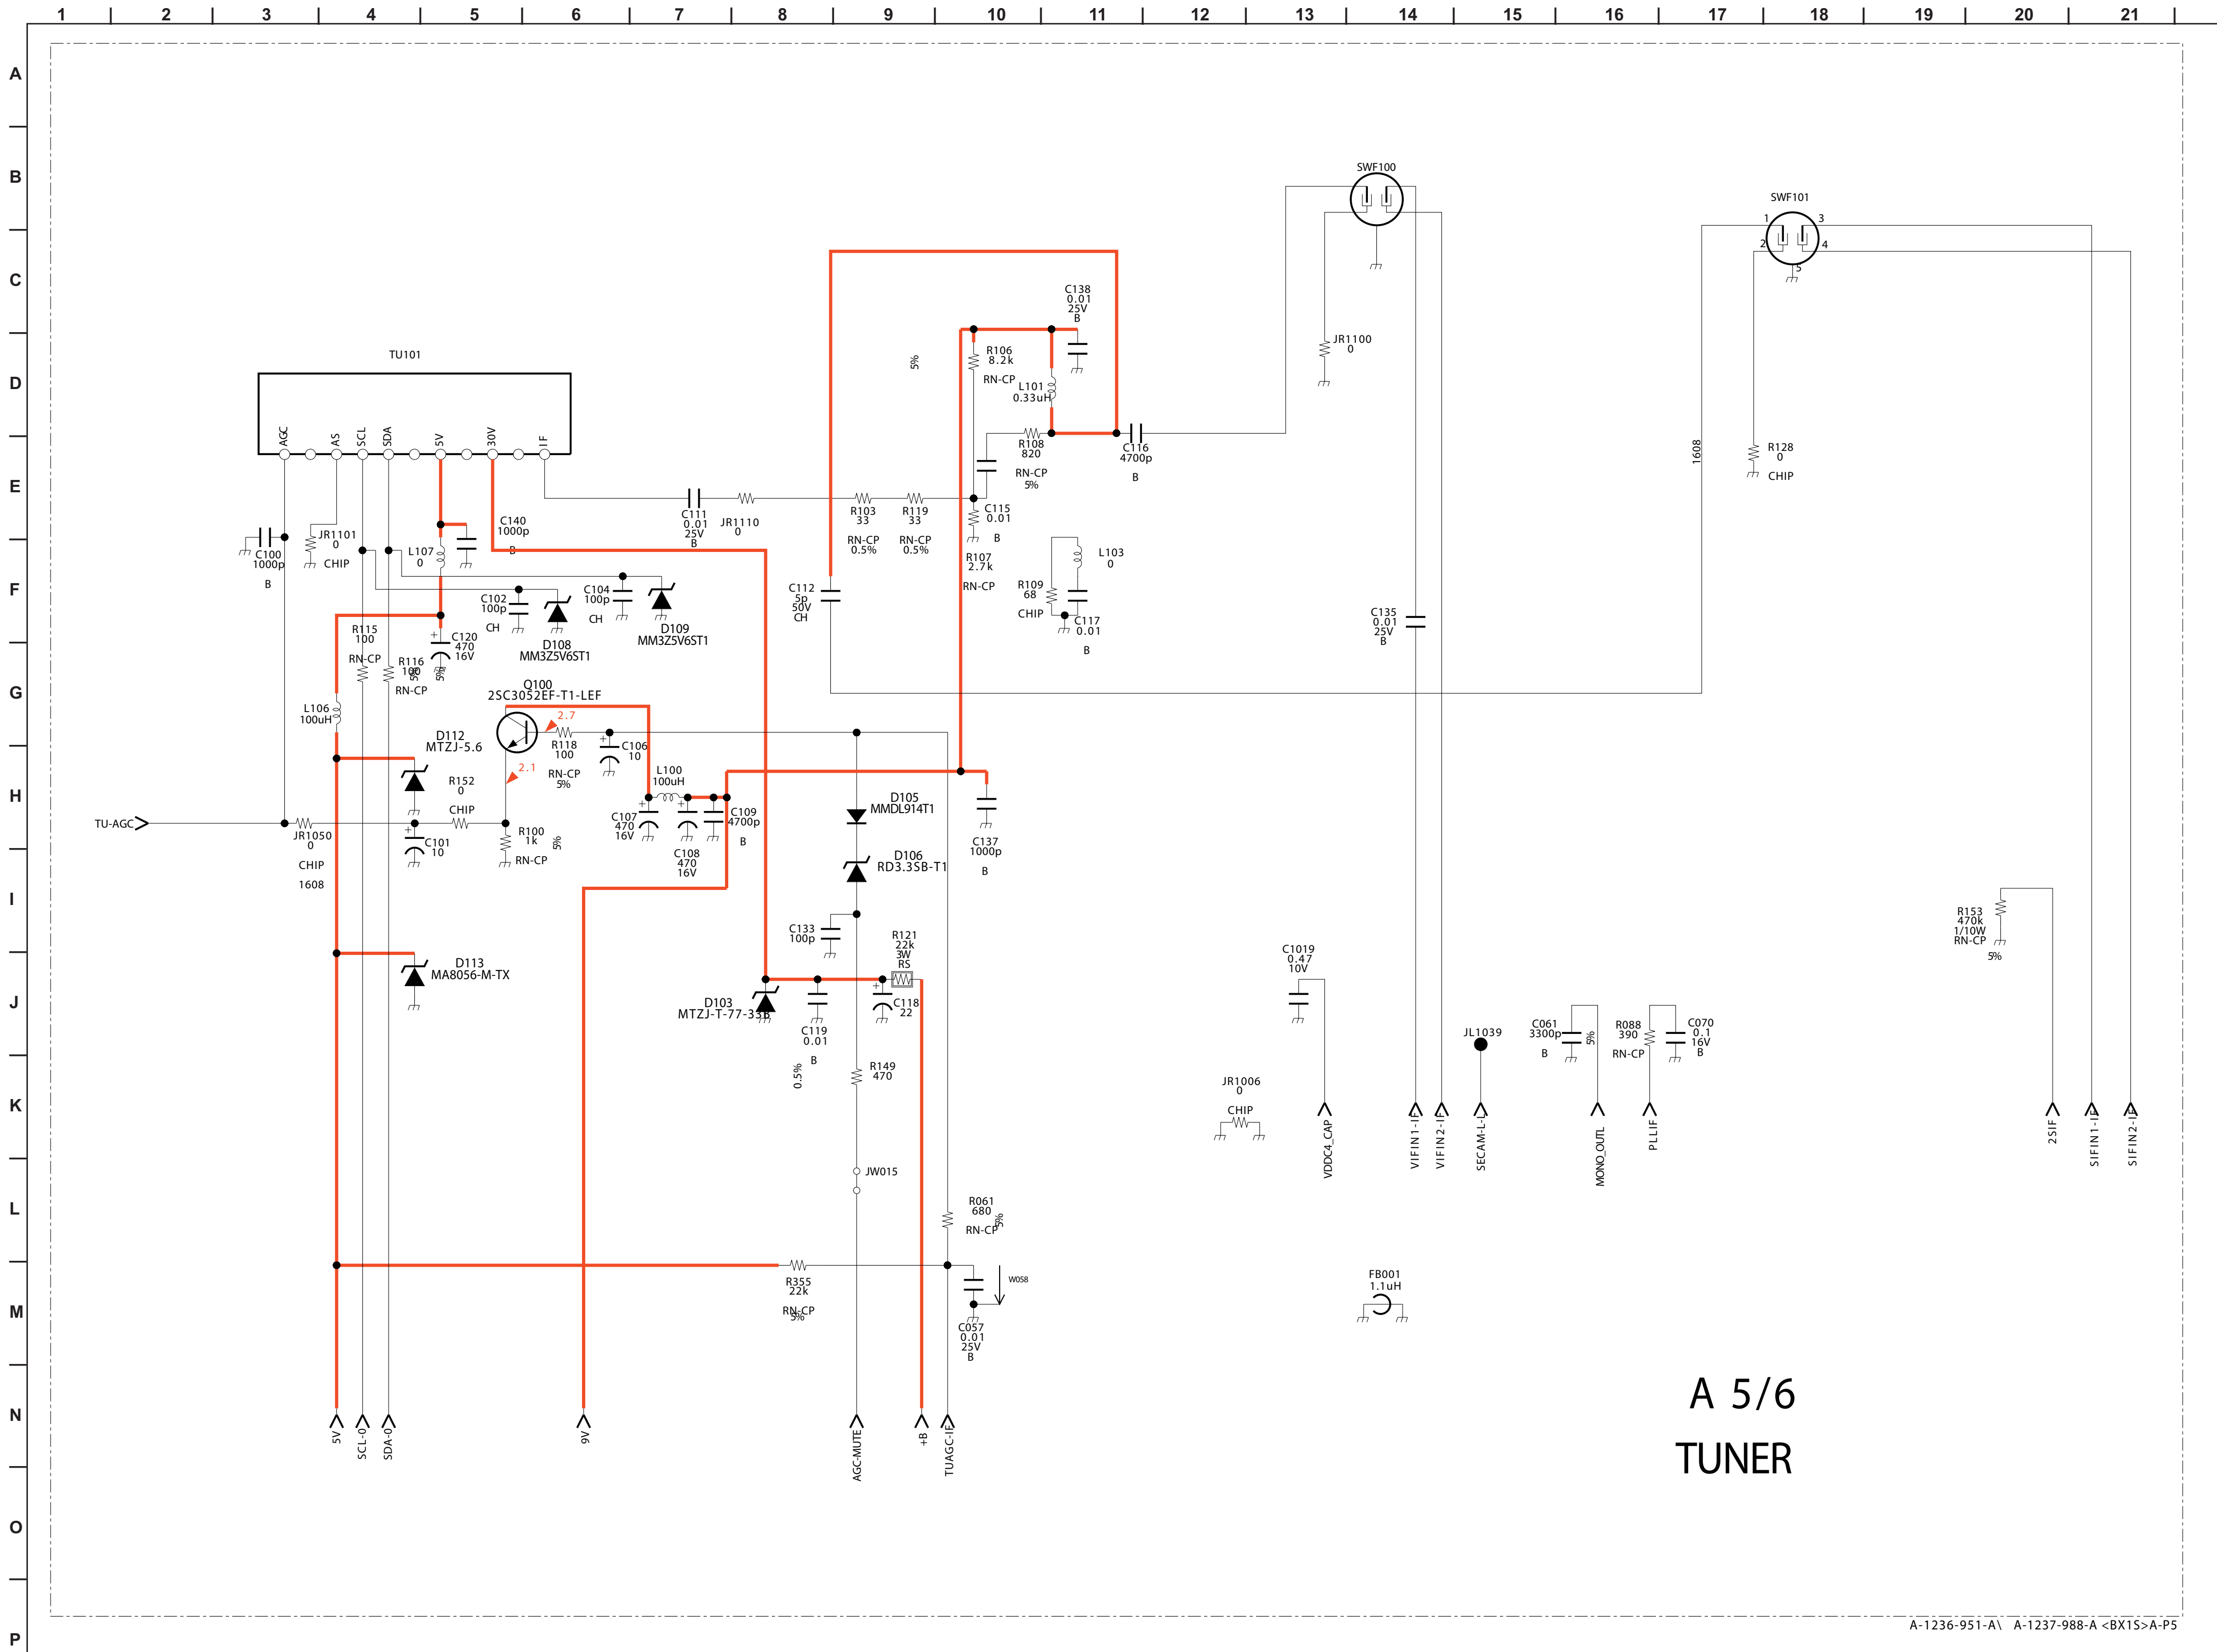 1 2 3 4 5 6 7 8 9 10 11 12 13 14 15 16 17 18 19 20 21
A
B
C
D
E
F
G
H
I
J
K
L
M
N
O
P
SWF100
SWF101
1
2
3
4
5
C138
0.01
25V
B
TU101
AGC
AS
SCL
SDA
5V
30V
IF
5%
R106
8.2k
RN-CP
L101
0.33uH
JR1100
0
R108
820
RN-CP
5%
C116
4700p
B
1608
R128
0
CHIP
C100
1000p
B
JR1101
0
CHIP
L107
0
C140
1000p
B
C111
0.01
25V
B
JR1110
0
R103
33
RN-CP
0.5%
R119
33
RN-CP
0.5%
C115
0.01
B
R107
2.7k
RN-CP
L103
0
R109
68
CHIP
C117
0.01
B
C102
100p
CH
C104
100p
CH
D108
MM3Z5V6ST1
D109
MM3Z5V6ST1
C112
5p
50V
CH
C135
0.01
25V
B
R115
100
RN-CP
5%
R116
100
RN-CP
5%
C120
470
16V
+
L106
100uH
Q100
2SC3052EF-T1-LEF
2.7
2.1
D112
MTZJ-5.6
R118
100
RN-CP
5%
C106
10
+
R152
0
CHIP
L100
100uH
C107
470
16V
+
C108
470
16V
+
C109
4700p
B
D105
MMDL914T1
D106
RD3.3SB-T1
C137
1000p
B
TU-AGC
JR1050
0
CHIP
1608
C101
10
+
R100
1k
RN-CP
5%
C133
100p
R121
22k
3W
RS
D113
MA8056-M-TX
D103
MTZJ-T-77-33B
C119
0.01
B
C118
22
+
0.5%
R149
470
JW015
C1019
0.47
10V
JL1039
C061
3300p
B
5%
R088
390
RN-CP
C070
0.1
16V
B
R153
470k
1/10W
RN-CP
5%
JR1006
0
CHIP
VDDC4_CAP
VIFIN1-IF
VIFIN2-IF
SECAM-L-L
MONO_OUTL
PLLIF
2SIF
SIFIN1-IF
SIFIN2-IF
R061
680
RN-CP
5%
R355
22k
RN-CP
5%
C057
0.01
25V
B
W058
FB001
1.1uH
5V
SCL-0
SDA-0
9V
AGC-MUTE
+B
TUAGC-IF
A 5/6
TUNER
A-1236-951-A\ A-1237-988-A <BX1S>A-P5